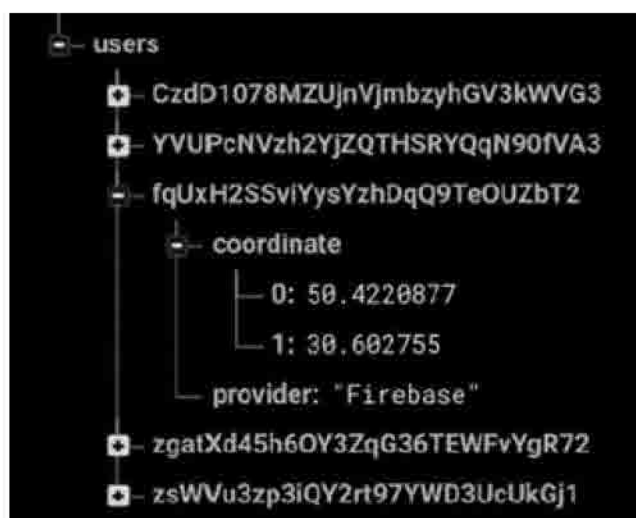 users
CzdD1078MZUjnVjmbzyhGV3kWVG3
YVUPcNVzh2YjZQTHSRYQqN90fVA3
fqUxH2SSviYysYzhDqQ9TeOUZbT2
coordinate
0: 50.4220877
1: 30.602755
provider: "Firebase"
zgatXd45h6OY3ZqG36TEWFvYgR72
zsWVu3zp3iQY2rt97YWD3UcUkGj1